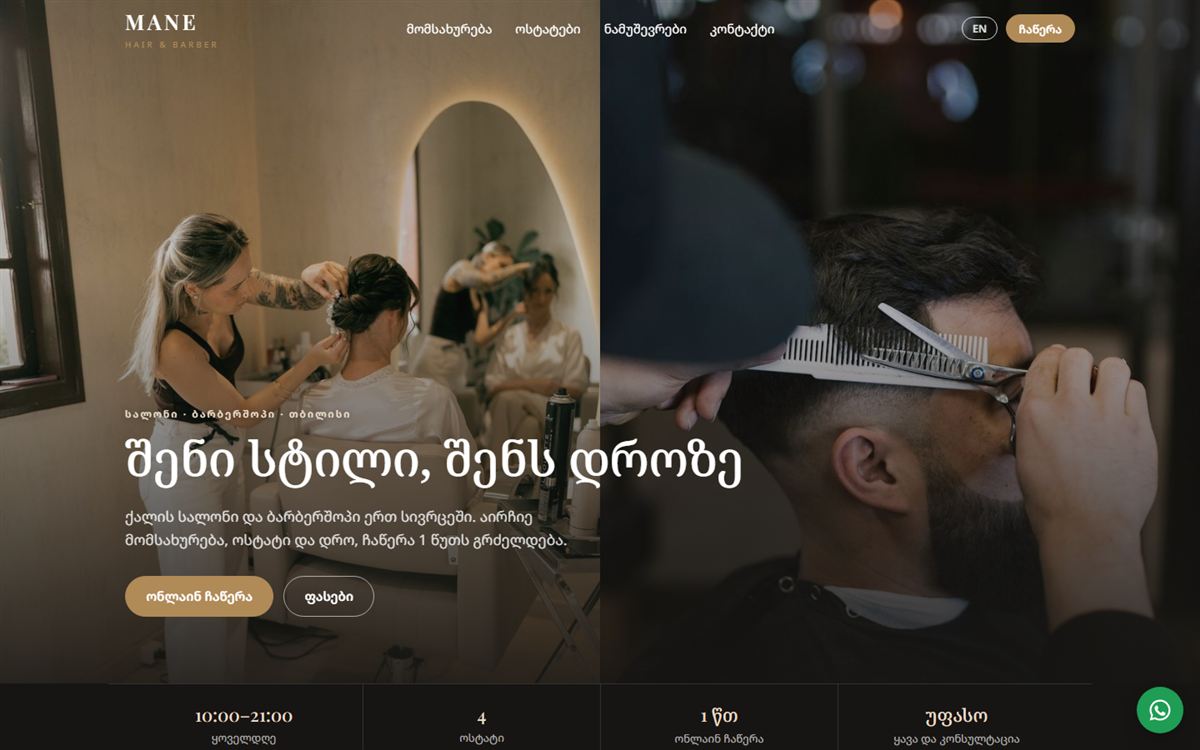 MANE
HAIR & BARBER
მომსახურება ოსტატები ნამუშევრები კონტაქტი
EN
ჩაწერა
სალონი · ბარბერშოპი · თბილისი
შენი სტილი, შენს დროზე
ქალის სალონი და ბარბერშოპი ერთ სივრცეში. აირჩიე
მომსახურება, ოსტატი და დრო, ჩაწერა 1 წუთს გრძელდება.
ონლაინ ჩაწერა
ფასები
10:00–21:00
ყოველდღე
4
ოსტატი
1 წთ
ონლაინ ჩაწერა
უფასო
ყავა და კონსულტაცია